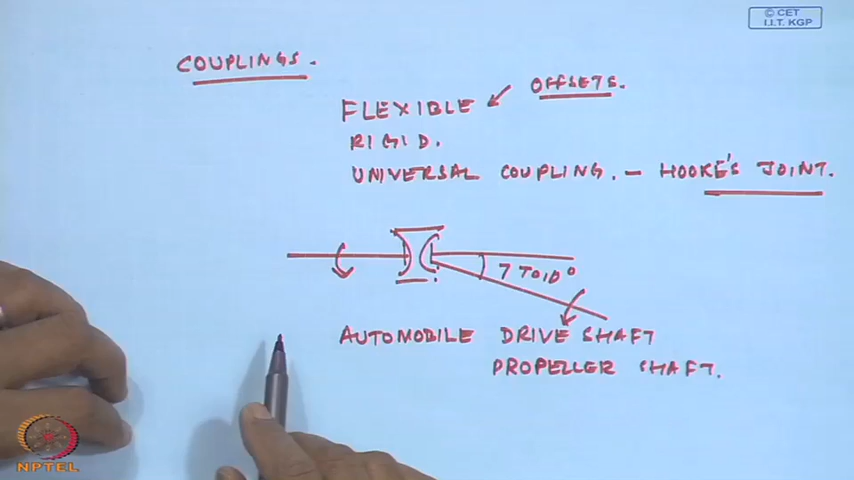 © CET
I.I.T. KGP
COUPLINGS.
OFFSETS.
FLEXIBLE
RIGID.
UNIVERSAL COUPLING. - HOOKE'S JOINT.
7 TO 10°
AUTOMOBILE DRIVE SHAFT
PROPELLER SHAFT.
NPTEL